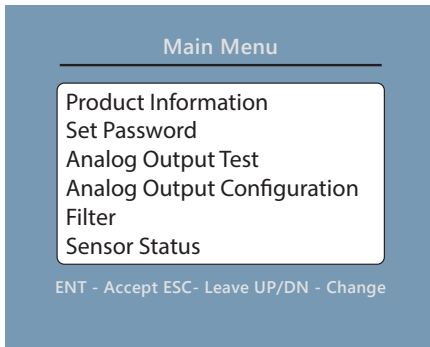 Main Menu
Product Information
Set Password
Analog Output Test
Analog Output Configuration
Filter
Sensor Status
ENT - Accept ESC- Leave UP/DN - Change